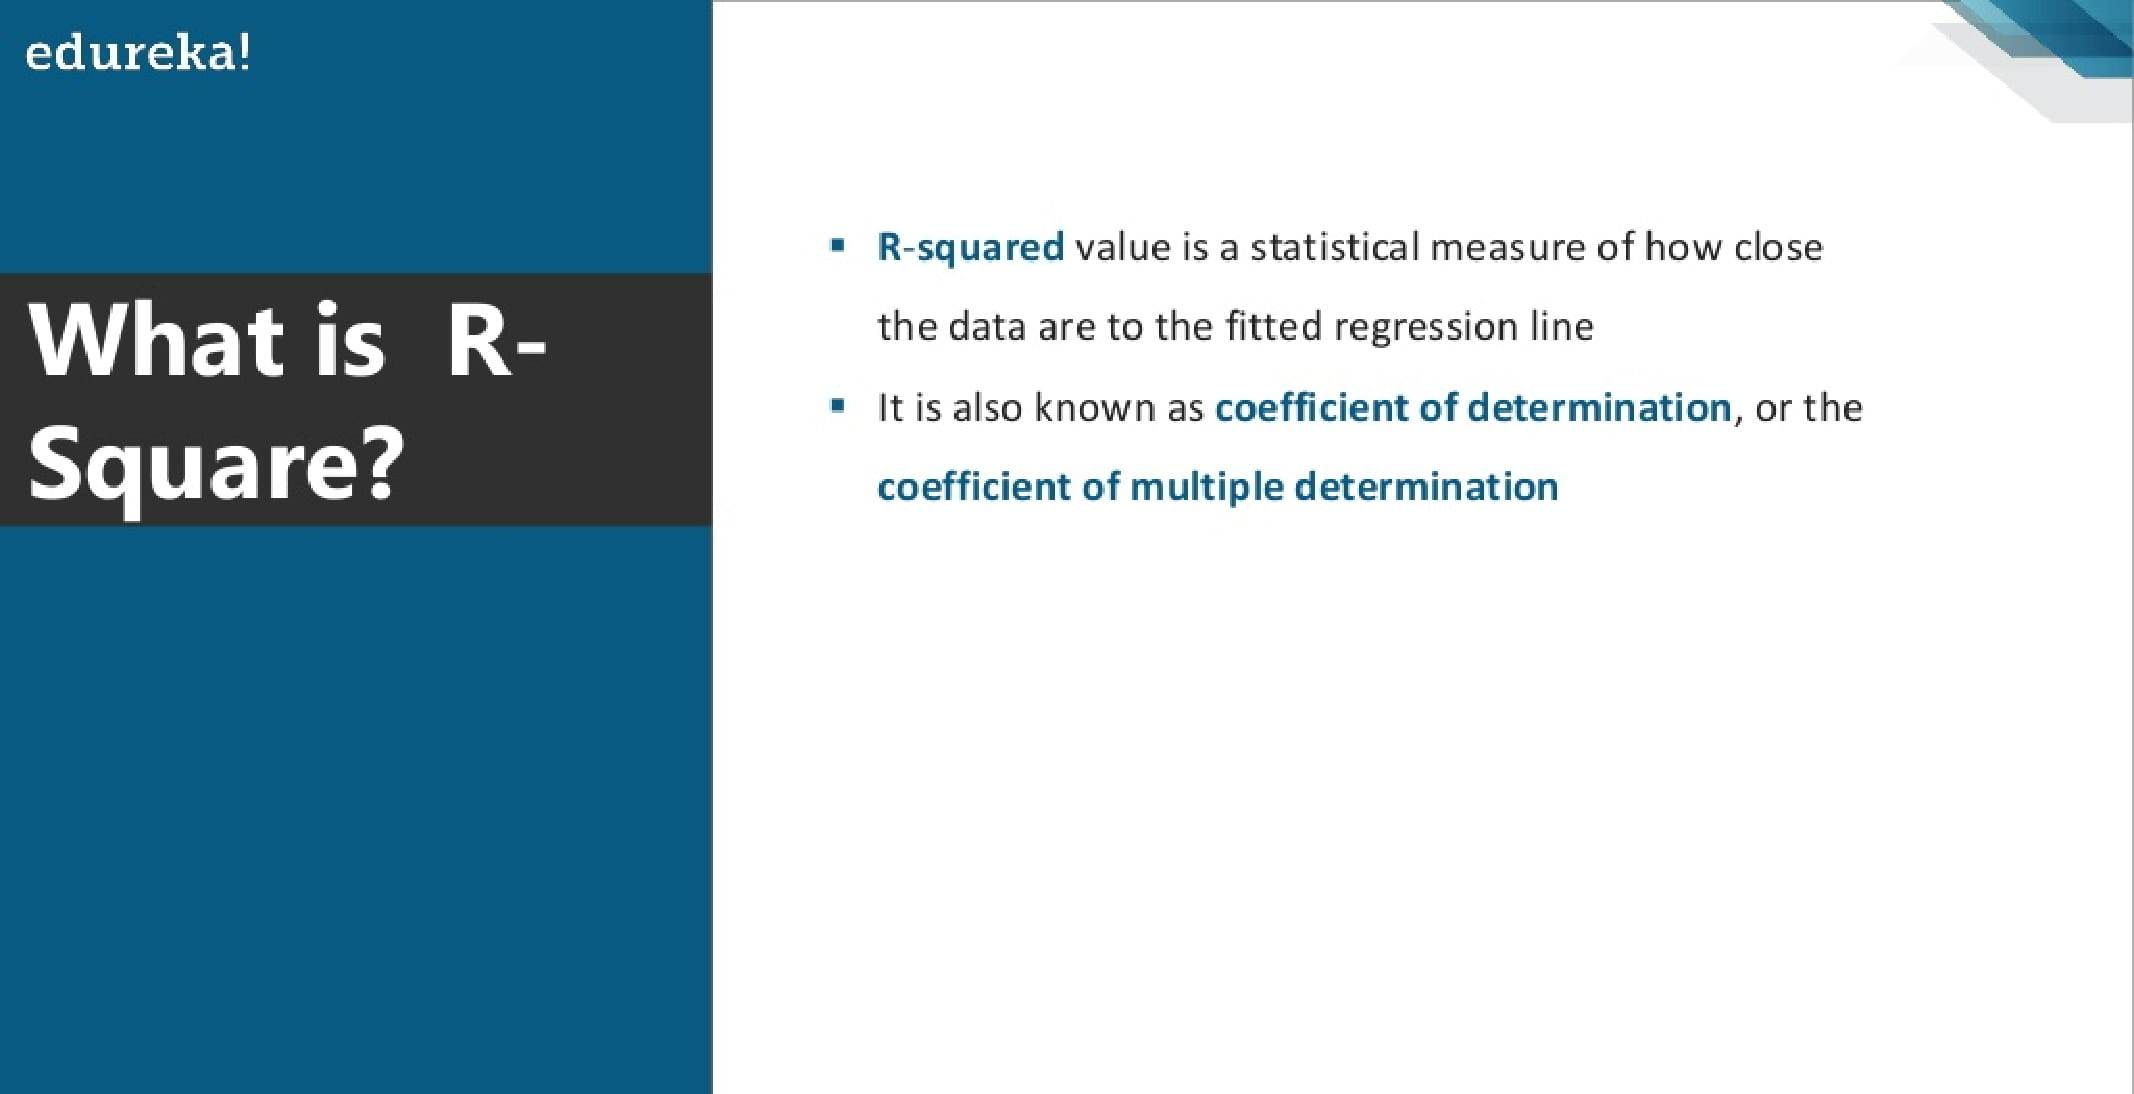 edureka!
What is R-
Square?
▪ R-squared value is a statistical measure of how close
the data are to the fitted regression line
▪ It is also known as coefficient of determination, or the
coefficient of multiple determination